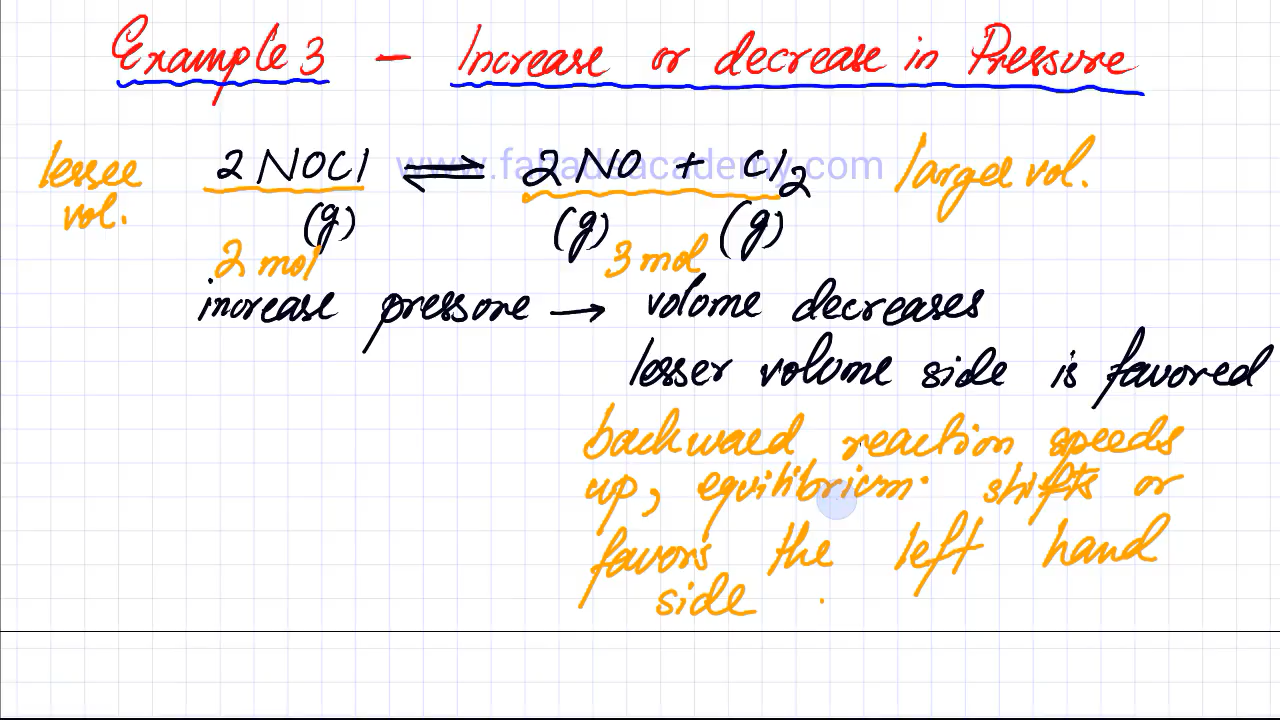 Example 3 – Increase or decrease in Pressure
lesser vol. 2 NOCl ⇌ 2 NO + Cl2 larger vol.
www.fahadsacademy.com
(g) (g) (g)
2 mol 3 mol
increase pressure → volume decreases
lesser volume side is favored
backward reaction speeds
up, equilibrium shifts or
favors the left hand
side .